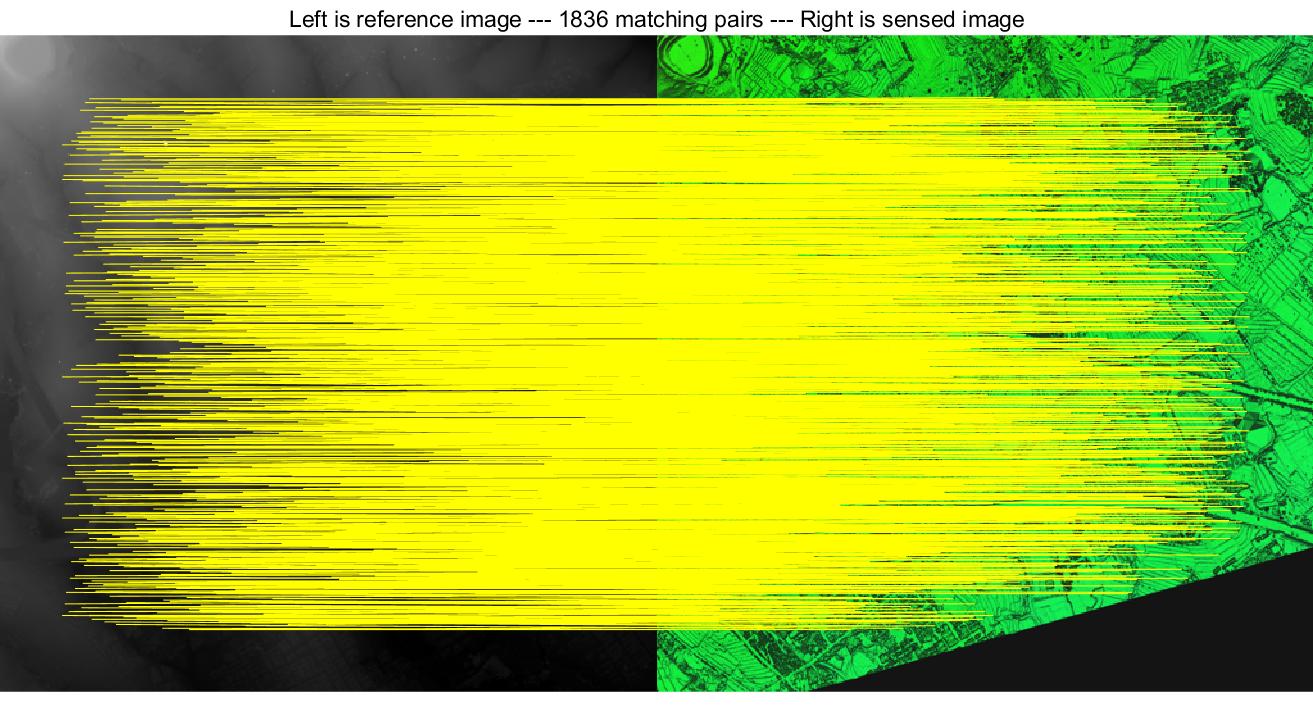 Left is reference image --- 1836 matching pairs --- Right is sensed image